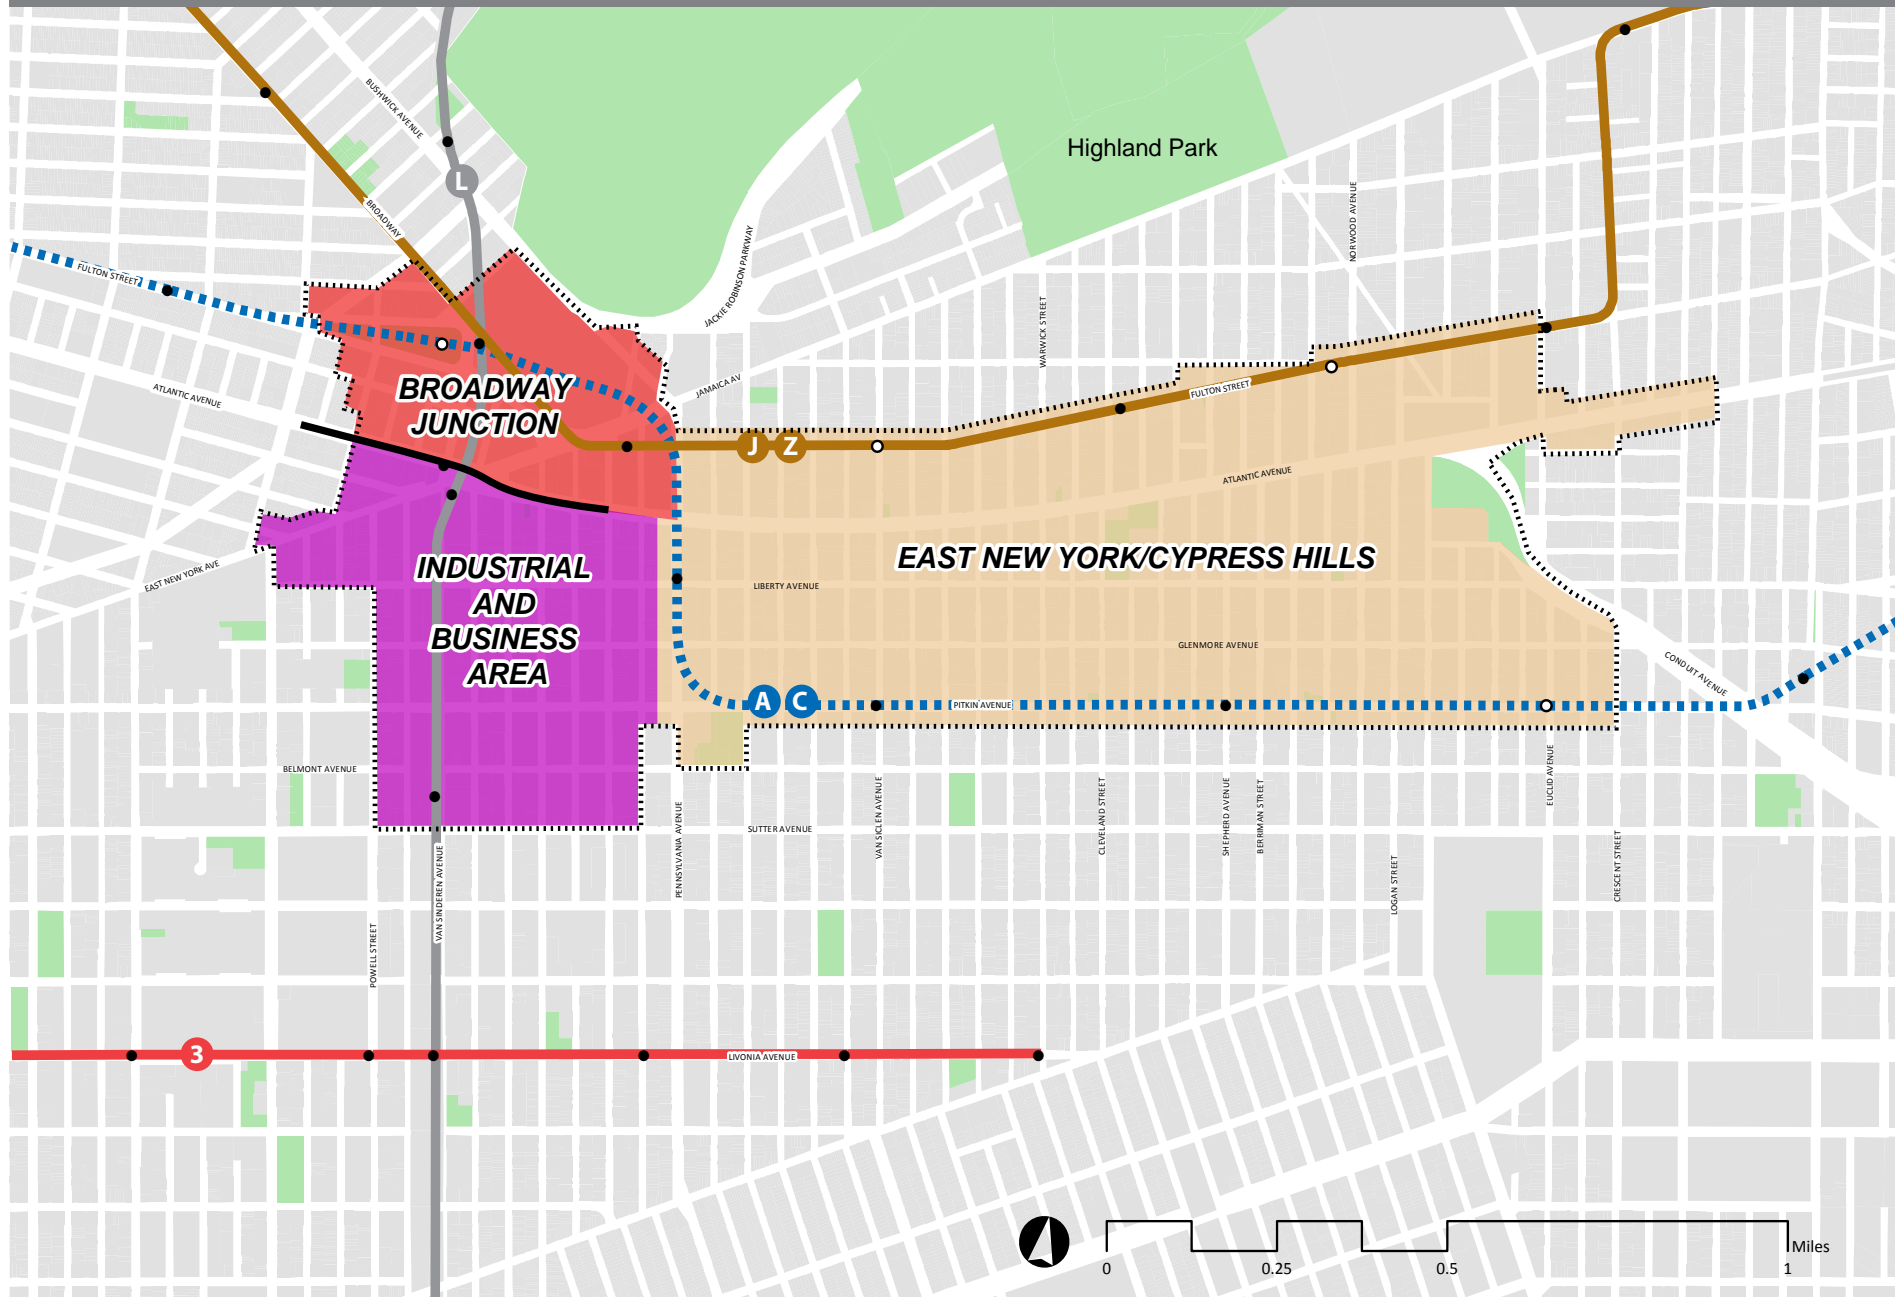 BUSHWICK AVENUE
Highland Park
L
BROADWAY
NORWOOD AVENUE
JACKIE ROBINSON PARKWAY
FULTON STREET
WARWICK STREET
ATLANTIC AVENUE
JAMAICA AV
BROADWAY
JUNCTION
FULTON STREET
J
Z
ATLANTIC AVENUE
EAST NEW YORK/CYPRESS HILLS
INDUSTRIAL
AND
BUSINESS
AREA
EAST NEW YORK AVE
LIBERTY AVENUE
GLENMORE AVENUE
CONDUIT AVENUE
A
C
PITKIN AVENUE
BELMONT AVENUE
EUCLID AVENUE
SUTTER AVENUE
PENNSYLVANIA AVENUE
VAN SICLEN AVENUE
CLEVELAND STREET
SHEPHERD AVENUE
BERRIMAN STREET
LOGAN STREET
CRESCENT STREET
VAN SINDEREN AVENUE
POWELL STREET
3
LIVONIA AVENUE
Miles
0
0.25
0.5
1